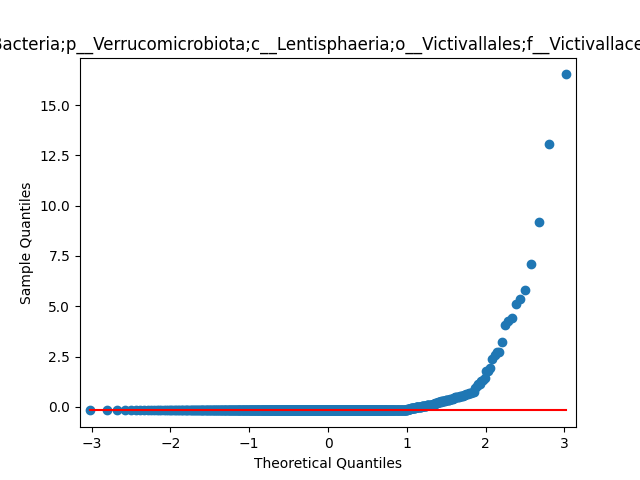 Bacteria;p__Verrucomicrobiota;c__Lentisphaeria;o__Victivallales;f__Victivallace
15.0
12.5
10.0
7.5
5.0
2.5
0.0
Sample Quantiles
−3 −2 −1 0 1 2 3
Theoretical Quantiles